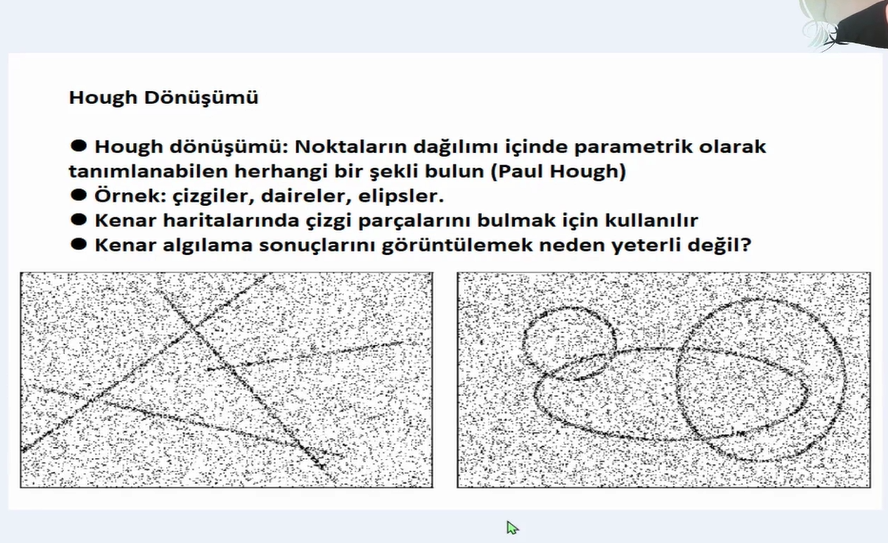 Hough Dönüşümü
● Hough dönüşümü: Noktaların dağılımı içinde parametrik olarak
tanımlanabilen herhangi bir şekli bulun (Paul Hough)
● Örnek: çizgiler, daireler, elipsler.
● Kenar haritalarında çizgi parçalarını bulmak için kullanılır
● Kenar algılama sonuçlarını görüntülemek neden yeterli değil?